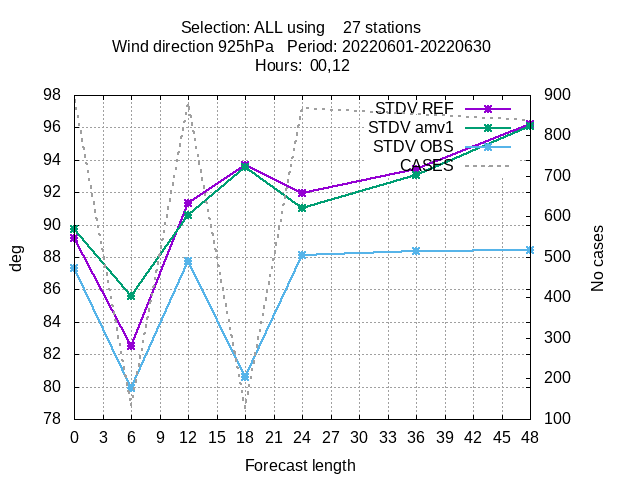 Selection: ALL using    27 stations
Wind direction 925hPa   Period: 20220601-20220630
Hours:  00,12
98
96
94
92
90
88
86
84
82
80
78
deg
STDV REF
STDV amv1
STDV OBS
CASES
900
800
700
600
500
400
300
200
100
No cases
0 3 6 9 12 15 18 21 24 27 30 33 36 39 42 45 48
Forecast length